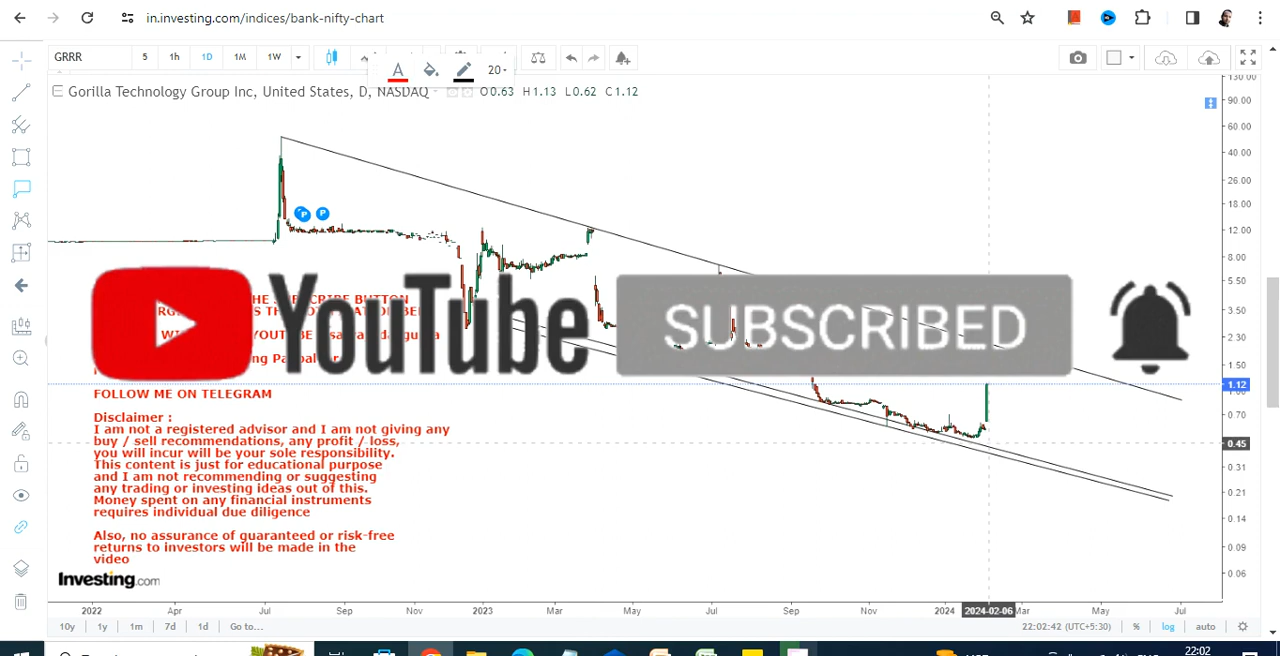 in.investing.com/indices/bank-nifty-chart
GRRR 5 1h 1D 1M 1W
20
Gorilla Technology Group Inc, United States, D, NASDAQ O 0.63 H 1.13 L 0.62 C 1.12
130.00
90.00
60.00
40.00
26.00
18.00
12.00
8.00
5.50
3.50
2.30
1.50
1.12
0.70
0.45
0.31
0.21
0.14
0.09
0.06
P P
BUTTON
YouTube SUBSCRIBED
FOLLOW ME ON TELEGRAM
Disclaimer :
I am not a registered advisor and I am not giving any
buy / sell recommendations, any profit / loss,
you will incur will be your sole responsibility.
This content is just for educational purpose
and I am not recommending or suggesting
any trading or investing ideas out of this.
Money spent on any financial instruments
requires individual due diligence
Also, no assurance of guaranteed or risk-free
returns to investors will be made in the
video
Investing.com
2022 Apr Jul Sep Nov 2023 Mar May Jul Sep Nov 2024 2024-02-06 Mar May Jul
10y 1y 1m 7d 1d Go to... 22:02:42 (UTC+5:30) % log auto
22:02